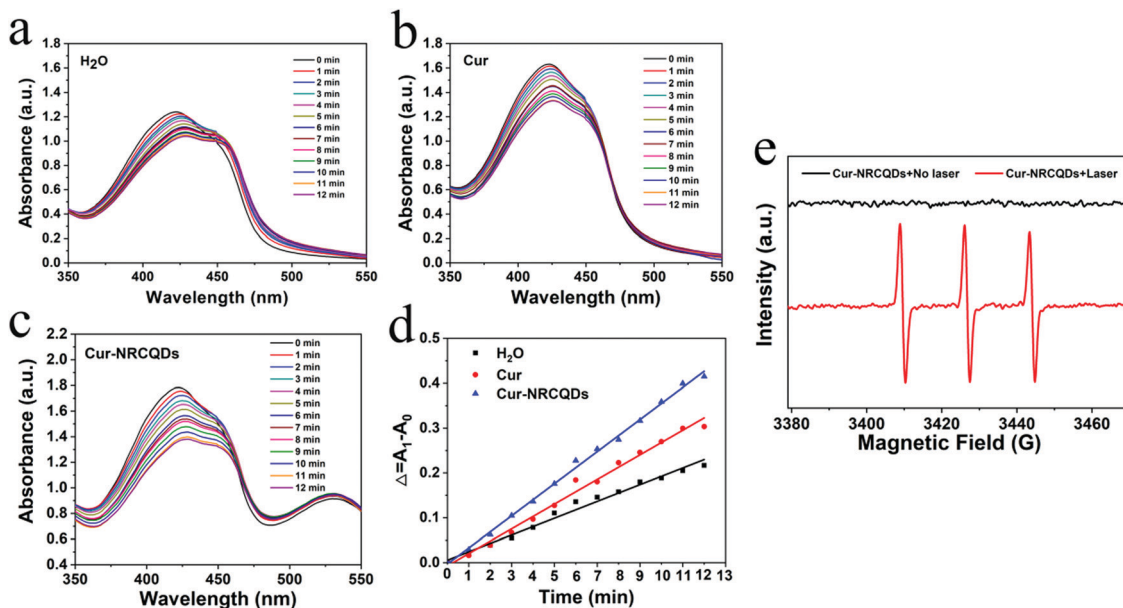 a
H₂O
0 min
1 min
2 min
3 min
4 min
5 min
6 min
7 min
8 min
9 min
10 min
11 min
12 min
Absorbance (a.u.)
1.8
1.6
1.4
1.2
1.0
0.8
0.6
0.4
0.2
0.0
350 400 450 500 550
Wavelength (nm)
b
Cur
0 min
1 min
2 min
3 min
4 min
5 min
6 min
7 min
8 min
9 min
10 min
11 min
12 min
Absorbance (a.u.)
1.8
1.6
1.4
1.2
1.0
0.8
0.6
0.4
0.2
0.0
350 400 450 500 550
Wavelength (nm)
c
Cur-NRCQDs
0 min
1 min
2 min
3 min
4 min
5 min
6 min
7 min
8 min
9 min
10 min
11 min
12 min
Absorbance (a.u.)
2.2
2.0
1.8
1.6
1.4
1.2
1.0
0.8
0.6
0.4
350 400 450 500 550
Wavelength (nm)
d
H₂O
Cur
Cur-NRCQDs
△=A₁-A₀
0.5
0.4
0.3
0.2
0.1
0.0
0 1 2 3 4 5 6 7 8 9 10 11 12 13
Time (min)
e
Cur-NRCQDs+No laser Cur-NRCQDs+Laser
Intensity (a.u.)
3380 3400 3420 3440 3460
Magnetic Field (G)